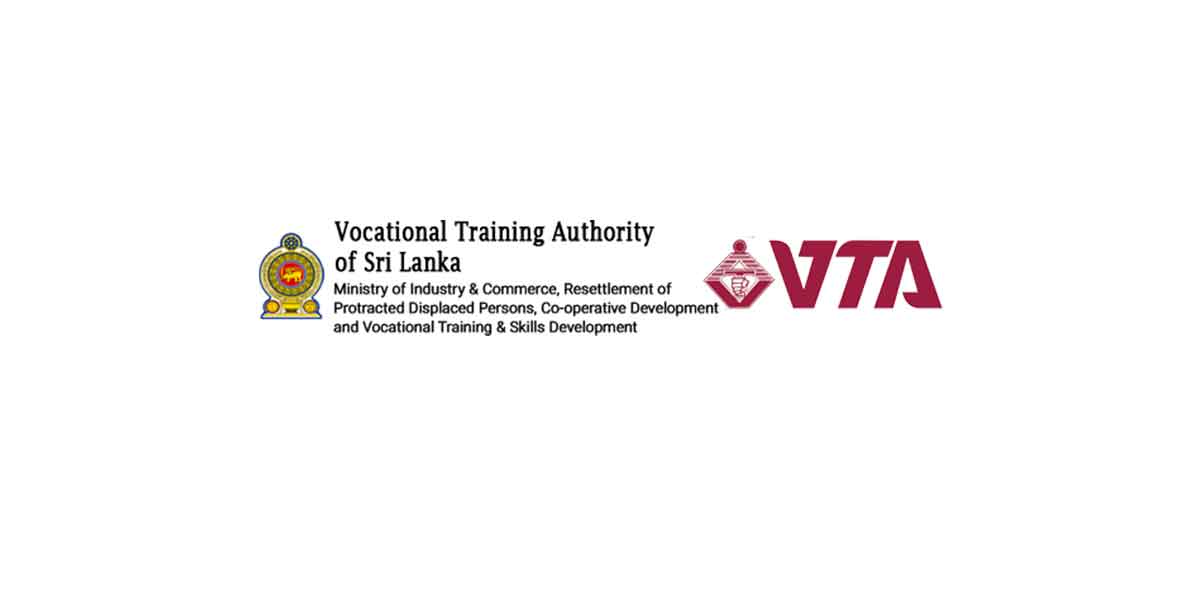 Vocational Training Authority
of Sri Lanka
Ministry of Industry & Commerce, Resettlement of
Protracted Displaced Persons, Co-operative Development
and Vocational Training & Skills Development
VTA